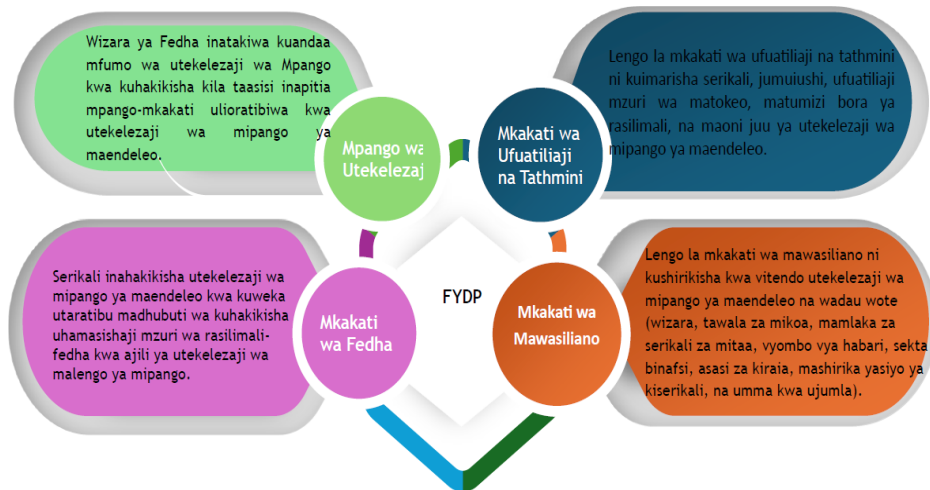 Wizara ya Fedha inatakiwa kuandaa
mfumo wa utekelezaji wa Mpango
kwa kuhakikisha kila taasisi inapitia
mpango-mkakati ulioratibiwa kwa
utekelezaji wa mipango ya
maendeleo.
Mpango wa
Utekelezaj
Mkakati wa
Ufuatiliaji
na Tathmini
Lengo la mkakati wa ufuatiliaji na tathmini
ni kuimarisha serikali, jumuiushi, ufuatiliaji
mzuri wa matokeo, matumizi bora ya
rasilimali, na maoni juu ya utekelezaji wa
mipango ya maendeleo.
Serikali inahakikisha utekelezaji wa
mipango ya maendeleo kwa kuweka
utaratibu madhubuti wa kuhakikisha
uhamasishaji mzuri wa rasilimali-
fedha kwa ajili ya utekelezaji wa
malengo ya mipango.
Mkakati
wa Fedha
FYDP
Mkakati wa
Mawasiliano
Lengo la mkakati wa mawasiliano ni
kushirikisha kwa vitendo utekelezaji wa
mipango ya maendeleo na wadau wote
(wizara, tawala za mikoa, mamlaka za
serikali za mitaa, vyombo vya habari, sekta
binafsi, asasi za kiraia, mashirika yasiyo ya
kiserikali, na umma kwa ujumla).